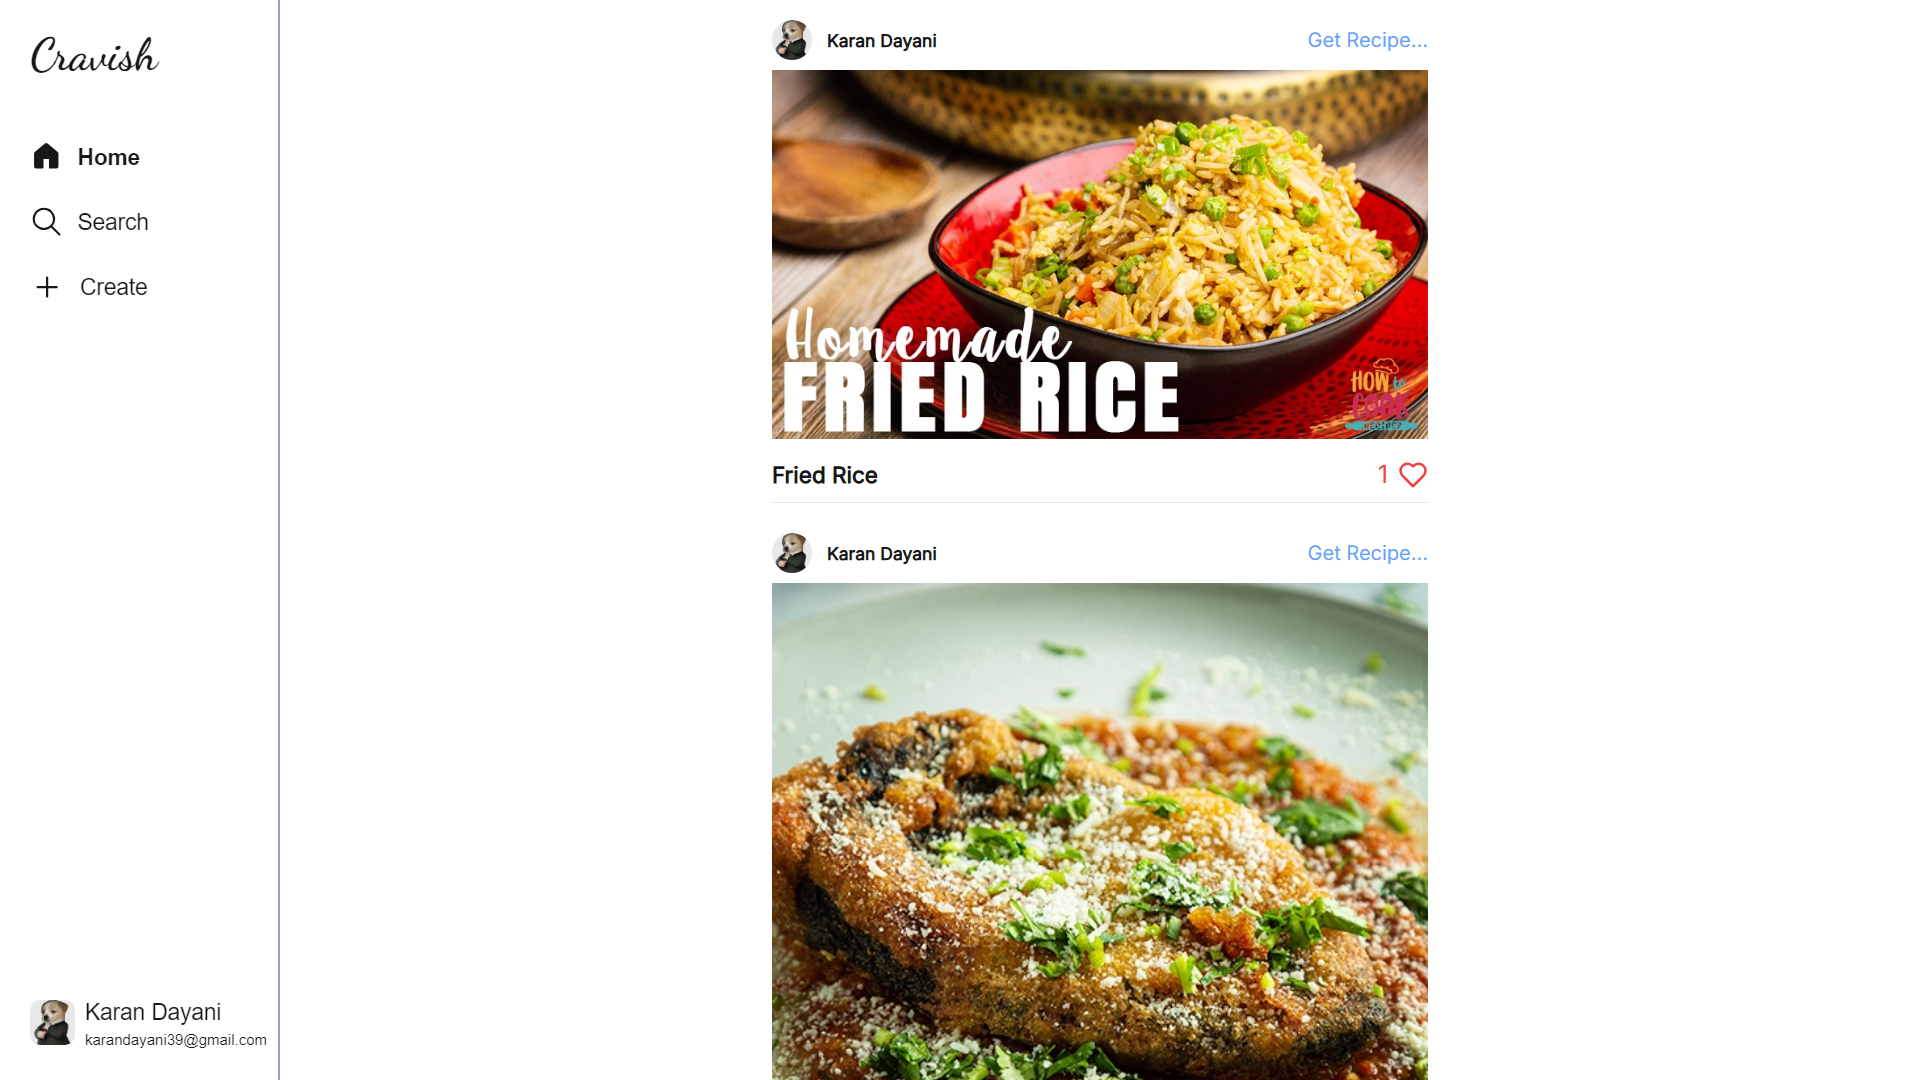 Cravish
Home
Search
Create
Karan Dayani
karandayani39@gmail.com
Karan Dayani
Get Recipe...
Homemade
FRIED RICE
HOW to
COOK
Fried Rice
1
Karan Dayani
Get Recipe...